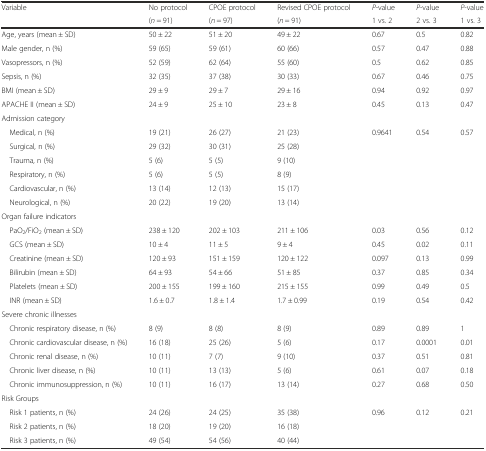 Variable No protocol CPOE protocol Revised CPOE protocol P-value P-value P-value
(n = 91) (n = 97) (n = 91) 1 vs. 2 2 vs. 3 1 vs. 3
Age, years (mean ± SD) 50 ± 22 51 ± 20 49 ± 22 0.67 0.5 0.82
Male gender, n (%) 59 (65) 59 (61) 60 (66) 0.57 0.47 0.88
Vasopressors, n (%) 52 (59) 62 (64) 55 (60) 0.5 0.62 0.85
Sepsis, n (%) 32 (35) 37 (38) 30 (33) 0.67 0.46 0.75
BMI (mean ± SD) 29 ± 9 29 ± 7 29 ± 16 0.94 0.92 0.97
APACHE II (mean ± SD) 24 ± 9 25 ± 10 23 ± 8 0.45 0.13 0.47
Admission category
Medical, n (%) 19 (21) 26 (27) 21 (23) 0.9641 0.54 0.57
Surgical, n (%) 29 (32) 30 (31) 25 (28)
Trauma, n (%) 5 (6) 5 (5) 9 (10)
Respiratory, n (%) 5 (6) 5 (5) 8 (9)
Cardiovascular, n (%) 13 (14) 12 (13) 15 (17)
Neurological, n (%) 20 (22) 19 (20) 13 (14)
Organ failure indicators
PaO₂/FiO₂ (mean ± SD) 238 ± 120 202 ± 103 211 ± 106 0.03 0.56 0.12
GCS (mean ± SD) 10 ± 4 11 ± 5 9 ± 4 0.45 0.02 0.11
Creatinine (mean ± SD) 120 ± 93 151 ± 159 120 ± 122 0.097 0.13 0.99
Bilirubin (mean ± SD) 64 ± 93 54 ± 66 51 ± 85 0.37 0.85 0.34
Platelets (mean ± SD) 200 ± 155 199 ± 160 215 ± 155 0.99 0.49 0.5
INR (mean ± SD) 1.6 ± 0.7 1.8 ± 1.4 1.7 ± 0.99 0.19 0.54 0.42
Severe chronic illnesses
Chronic respiratory disease, n (%) 8 (9) 8 (8) 8 (9) 0.89 0.89 1
Chronic cardiovascular disease, n (%) 16 (18) 25 (26) 5 (6) 0.17 0.0001 0.01
Chronic renal disease, n (%) 10 (11) 7 (7) 9 (10) 0.37 0.51 0.81
Chronic liver disease, n (%) 10 (11) 13 (13) 5 (6) 0.61 0.07 0.18
Chronic immunosuppression, n (%) 10 (11) 16 (17) 13 (14) 0.27 0.68 0.50
Risk Groups
Risk 1 patients, n (%) 24 (26) 24 (25) 35 (38) 0.96 0.12 0.21
Risk 2 patients, n (%) 18 (20) 19 (20) 16 (18)
Risk 3 patients, n (%) 49 (54) 54 (56) 40 (44)